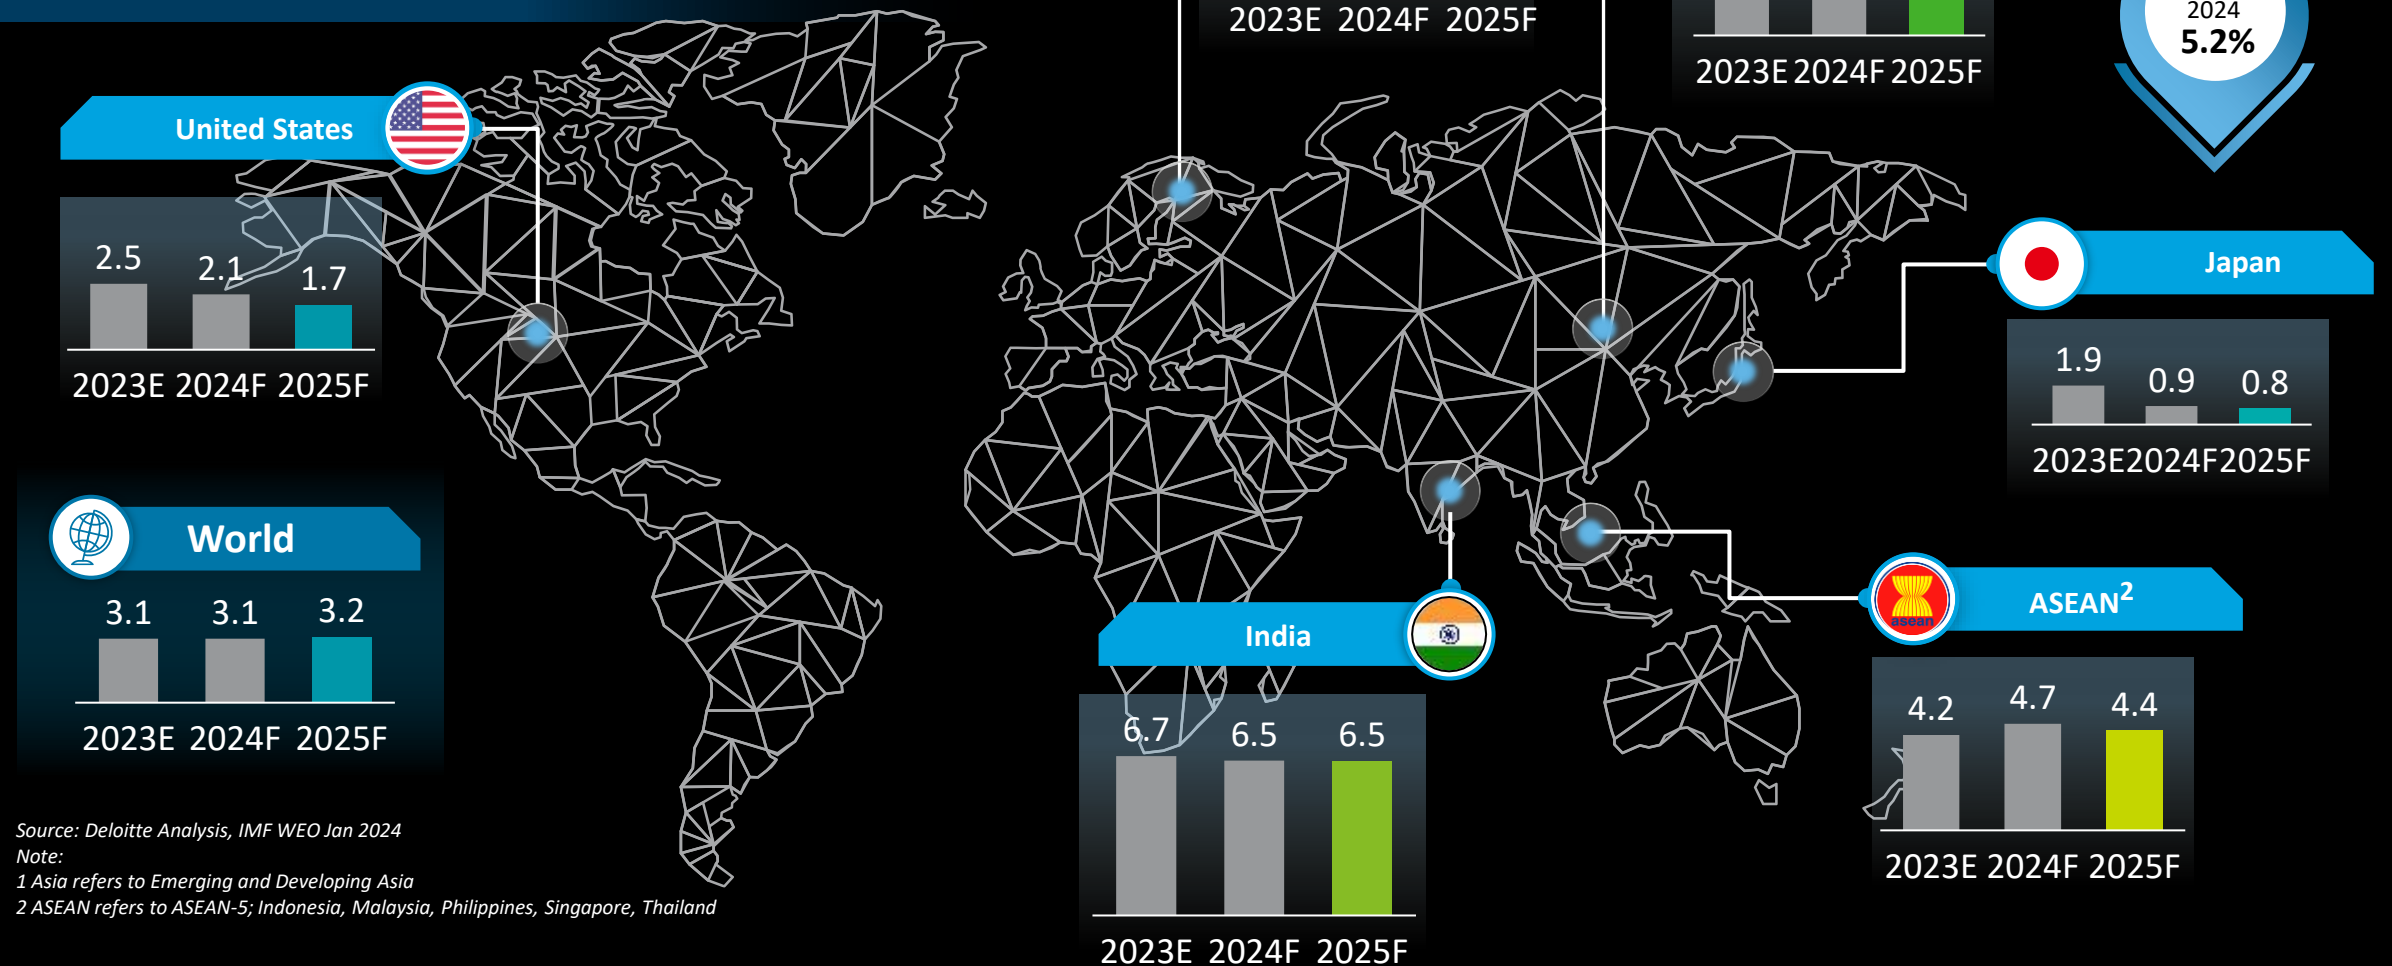 2023E 2024F 2025F
2023E 2024F 2025F
2024
5.2%
United States
2.5 2.1 1.7
2023E 2024F 2025F
Japan
1.9 0.9 0.8
2023E 2024F 2025F
World
3.1 3.1 3.2
2023E 2024F 2025F
India
6.7 6.5 6.5
2023E 2024F 2025F
asean
ASEAN2
4.2 4.7 4.4
2023E 2024F 2025F
Source: Deloitte Analysis, IMF WEO Jan 2024
Note:
1 Asia refers to Emerging and Developing Asia
2 ASEAN refers to ASEAN-5; Indonesia, Malaysia, Philippines, Singapore, Thailand